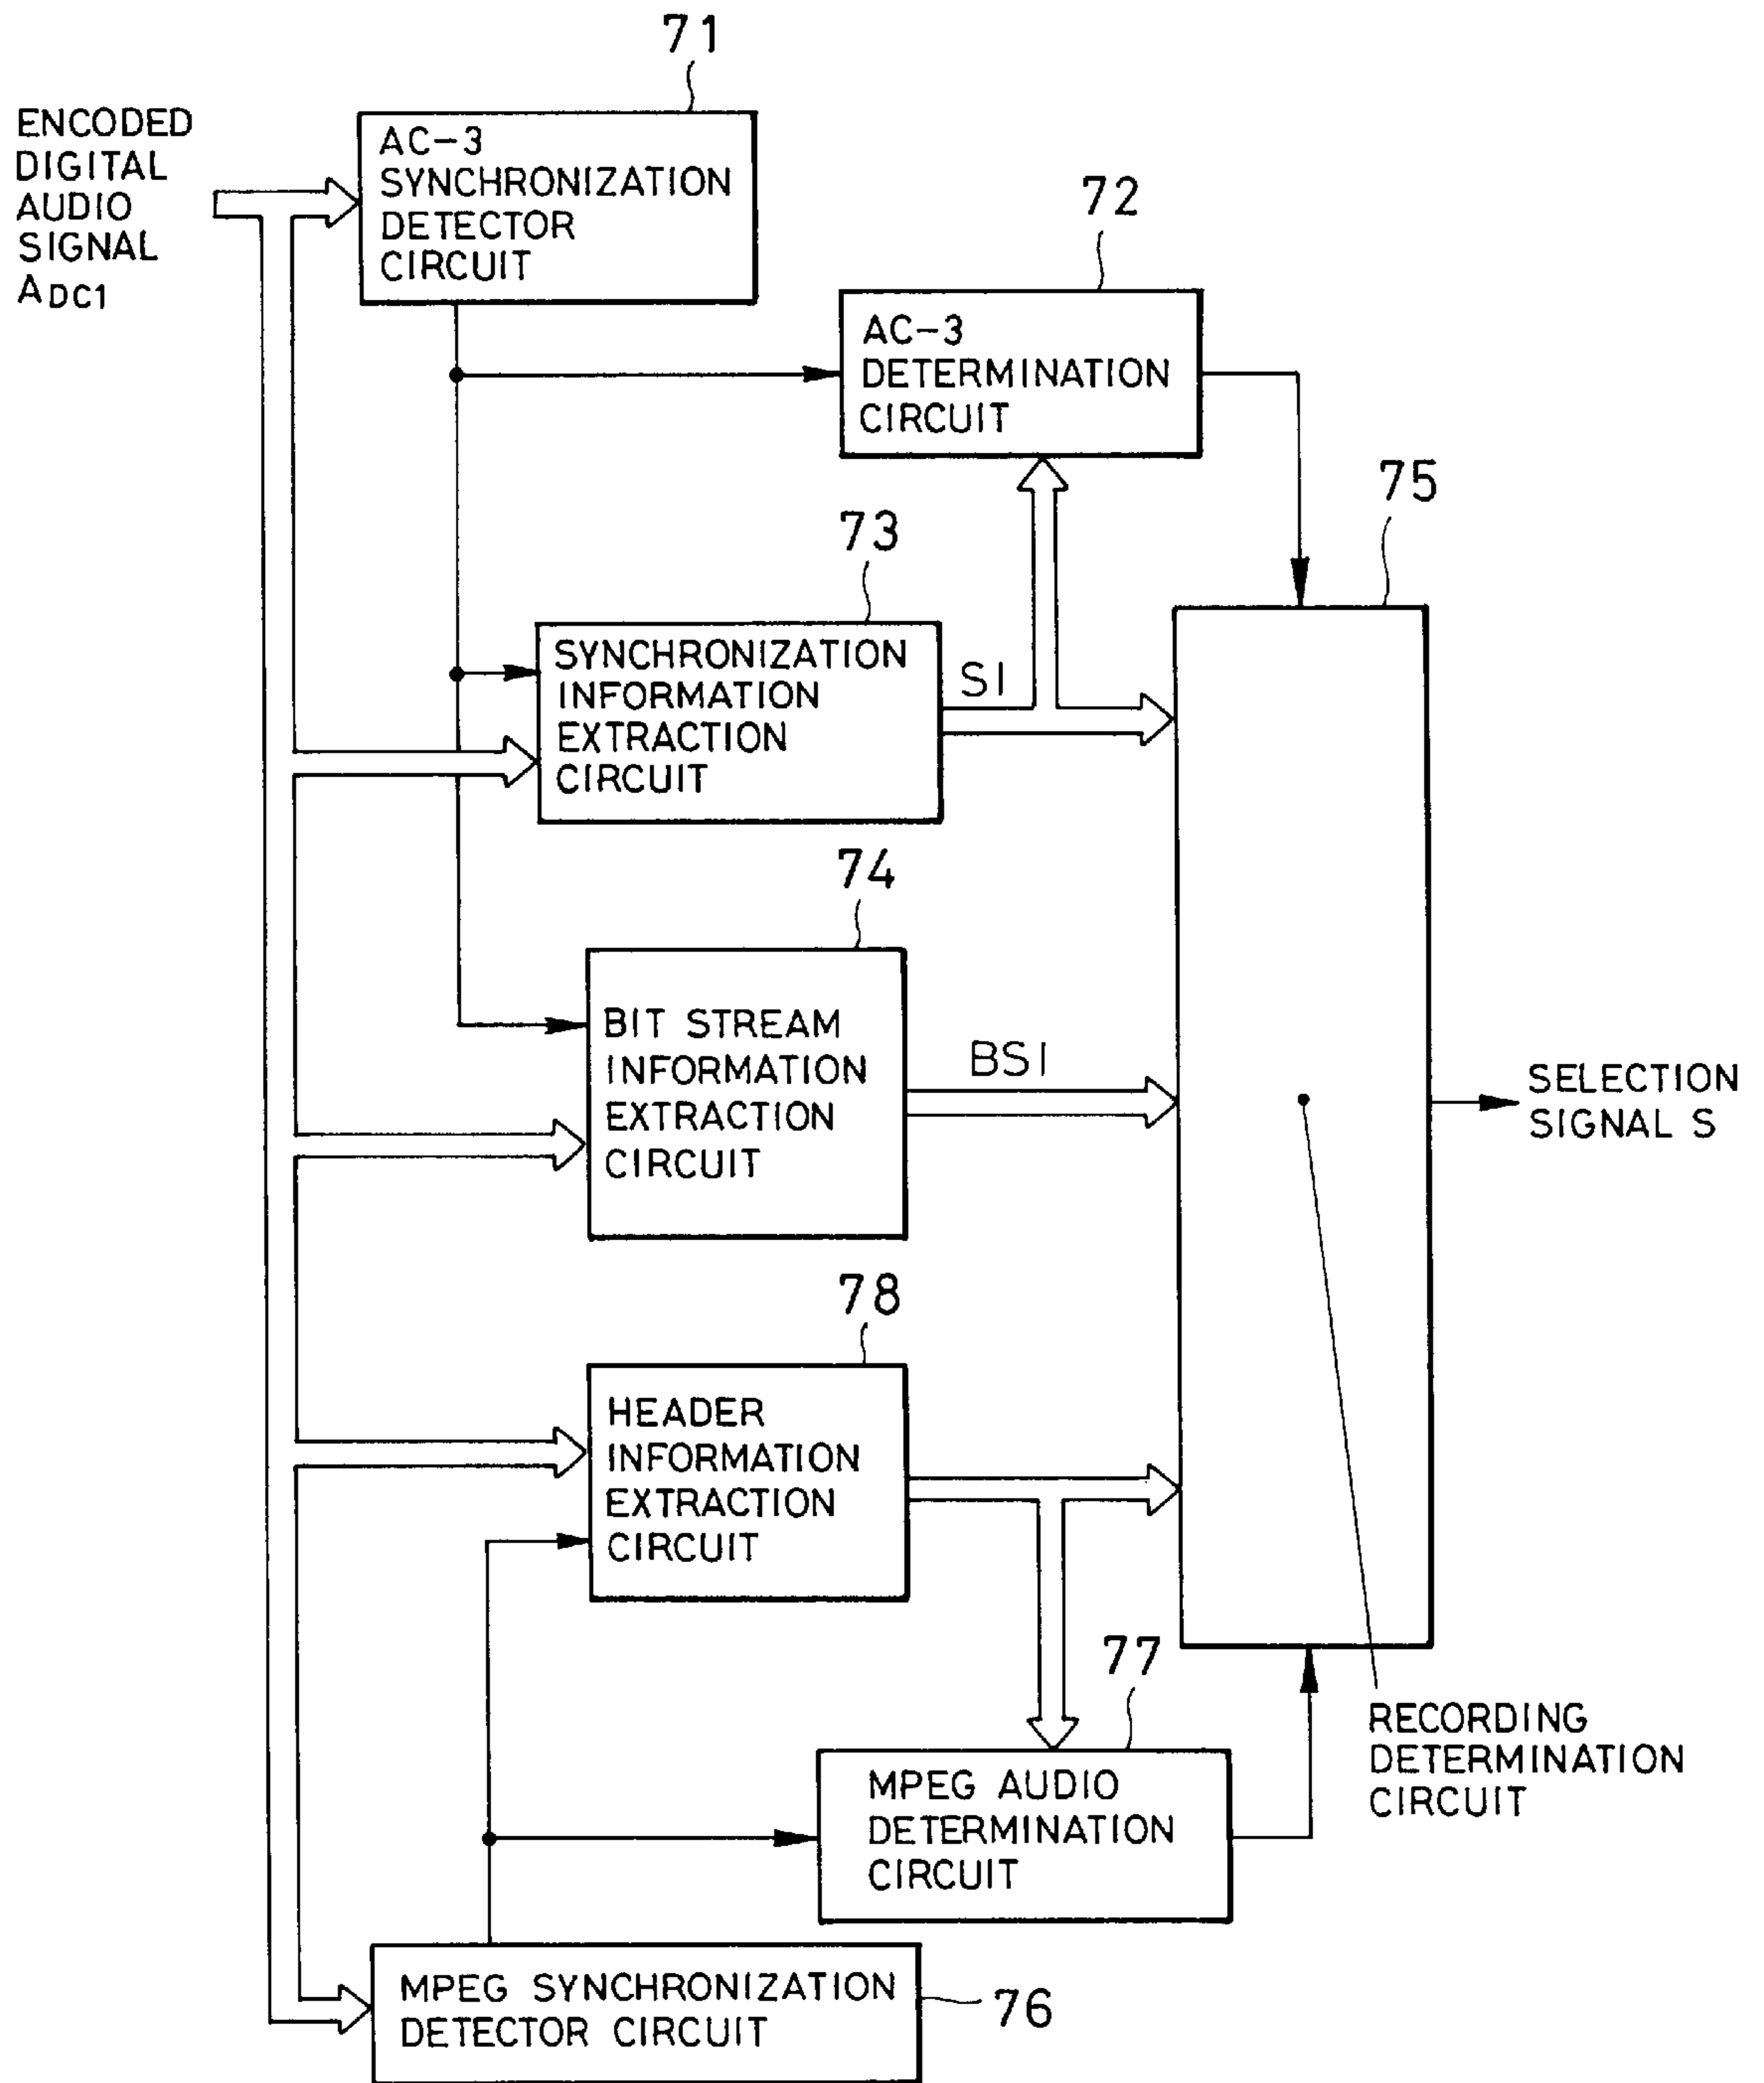 71
ENCODED
DIGITAL
AUDIO
SIGNAL
ADC1
AC-3
SYNCHRONIZATION
DETECTOR
CIRCUIT
72
AC-3
DETERMINATION
CIRCUIT
75
73
SYNCHRONIZATION
INFORMATION
EXTRACTION
CIRCUIT
SI
74
BIT STREAM
INFORMATION
EXTRACTION
CIRCUIT
BSI
SELECTION
SIGNAL S
78
HEADER
INFORMATION
EXTRACTION
CIRCUIT
77
RECORDING
DETERMINATION
CIRCUIT
MPEG AUDIO
DETERMINATION
CIRCUIT
MPEG SYNCHRONIZATION
DETECTOR CIRCUIT
76